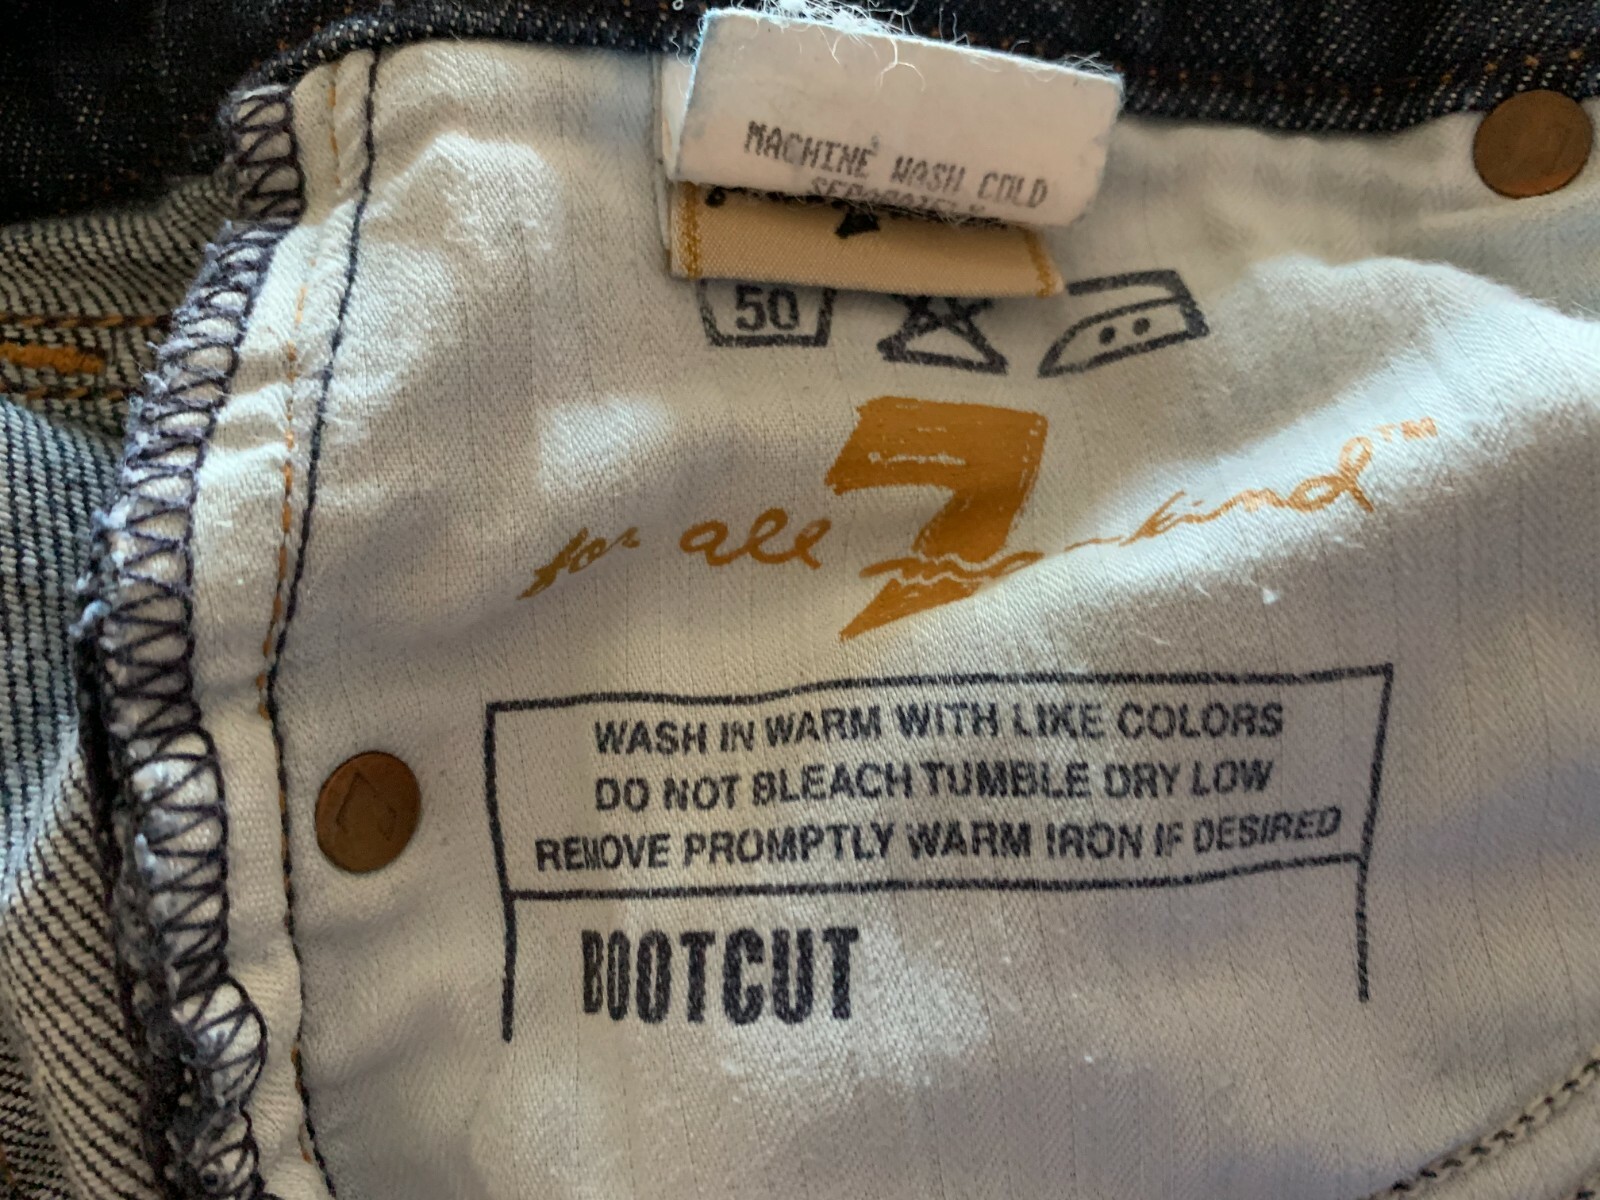 MACHINE WASH COLD
SEPARATELY
50
7
for all mankind™
WASH IN WARM WITH LIKE COLORS
DO NOT BLEACH TUMBLE DRY LOW
REMOVE PROMPTLY WARM IRON IF DESIRED
BOOTCUT